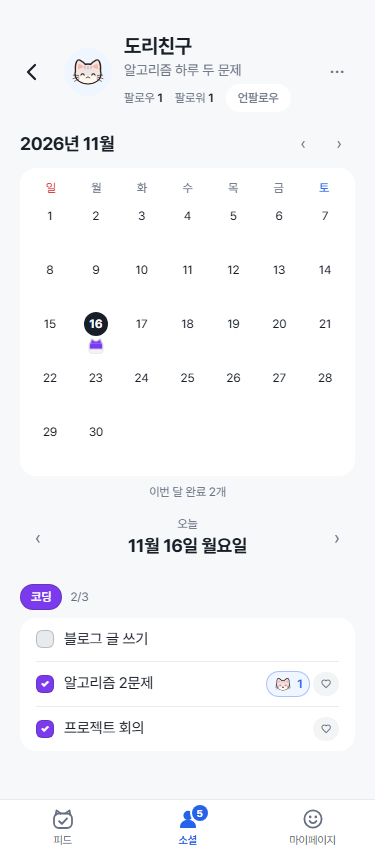 도리친구
알고리즘 하루 두 문제
팔로우 1 팔로워 1 언팔로우
2026년 11월 ‹ ›
일 월 화 수 목 금 토
1 2 3 4 5 6 7
8 9 10 11 12 13 14
15 16 17 18 19 20 21
22 23 24 25 26 27 28
29 30
이번 달 완료 2개
오늘
11월 16일 월요일
코딩 2/3
블로그 글 쓰기
알고리즘 2문제 1
프로젝트 회의
5
피드 소셜 마이페이지